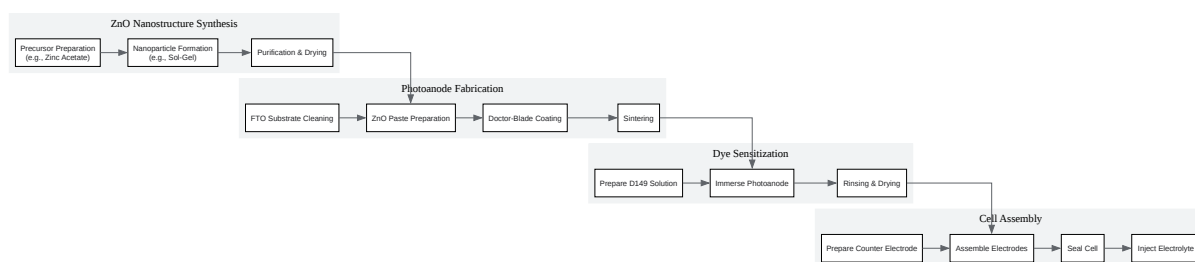 ZnO Nanostructure Synthesis
Precursor Preparation
(e.g., Zinc Acetate)
Nanoparticle Formation
(e.g., Sol-Gel)
Purification & Drying
Photoanode Fabrication
FTO Substrate Cleaning
ZnO Paste Preparation
Doctor-Blade Coating
Sintering
Dye Sensitization
Prepare D149 Solution
Immerse Photoanode
Rinsing & Drying
Cell Assembly
Prepare Counter Electrode
Assemble Electrodes
Seal Cell
Inject Electrolyte